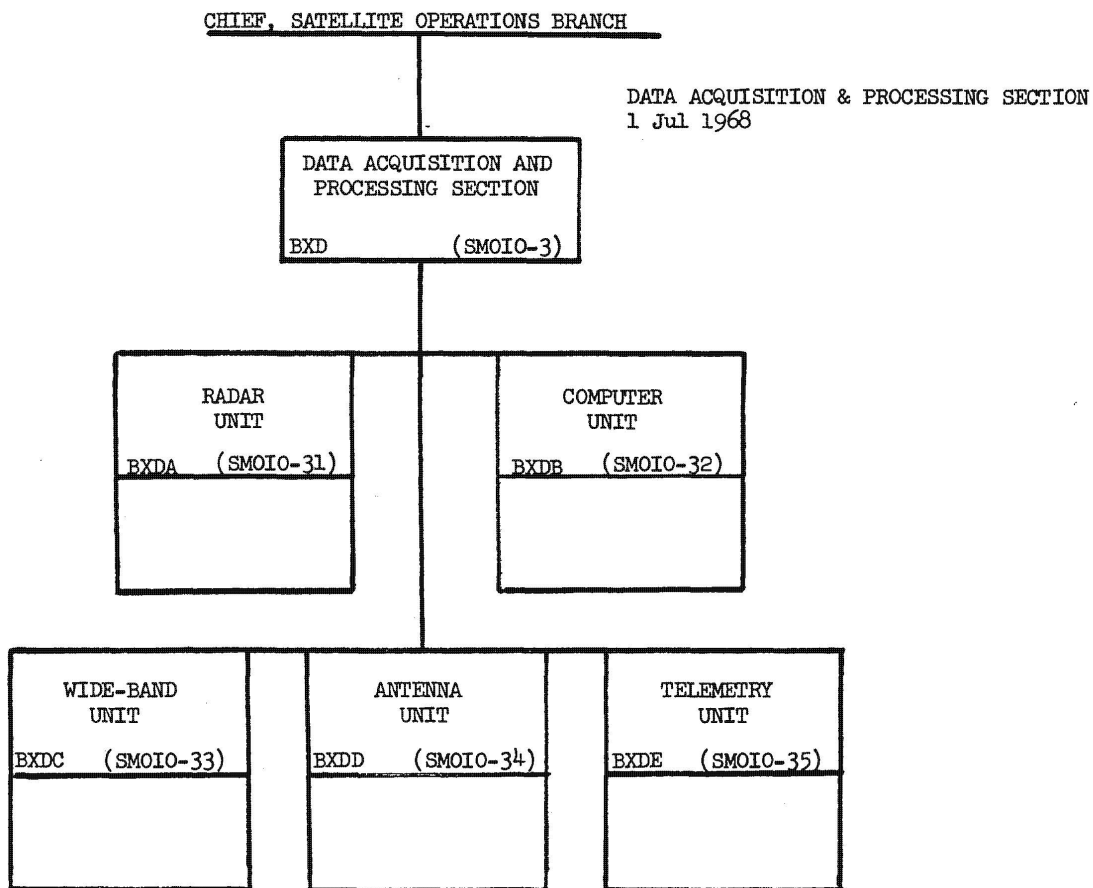 CHIEF, SATELLITE OPERATIONS BRANCH
DATA ACQUISITION & PROCESSING SECTION
1 Jul 1968
DATA ACQUISITION AND
PROCESSING SECTION
BXD (SMOIO-3)
RADAR
UNIT
BXDA (SMOIO-31)
COMPUTER
UNIT
BXDB (SMOIO-32)
WIDE-BAND
UNIT
BXDC (SMOIO-33)
ANTENNA
UNIT
BXDD (SMOIO-34)
TELEMETRY
UNIT
BXDE (SMOIO-35)